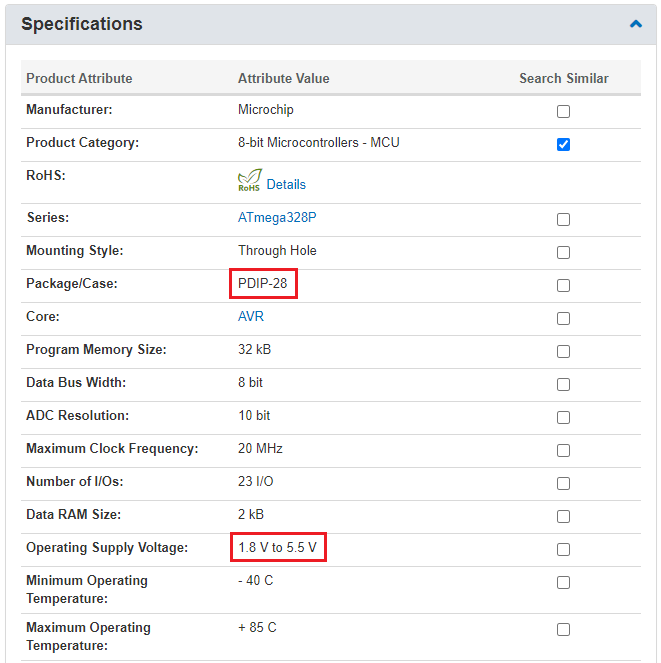 Specifications
Product Attribute Attribute Value Search Similar
Manufacturer: Microchip
Product Category: 8-bit Microcontrollers - MCU
RoHS: RoHS Details
Series: ATmega328P
Mounting Style: Through Hole
Package/Case: PDIP-28
Core: AVR
Program Memory Size: 32 kB
Data Bus Width: 8 bit
ADC Resolution: 10 bit
Maximum Clock Frequency: 20 MHz
Number of I/Os: 23 I/O
Data RAM Size: 2 kB
Operating Supply Voltage: 1.8 V to 5.5 V
Minimum Operating - 40 C
Temperature:
Maximum Operating + 85 C
Temperature: